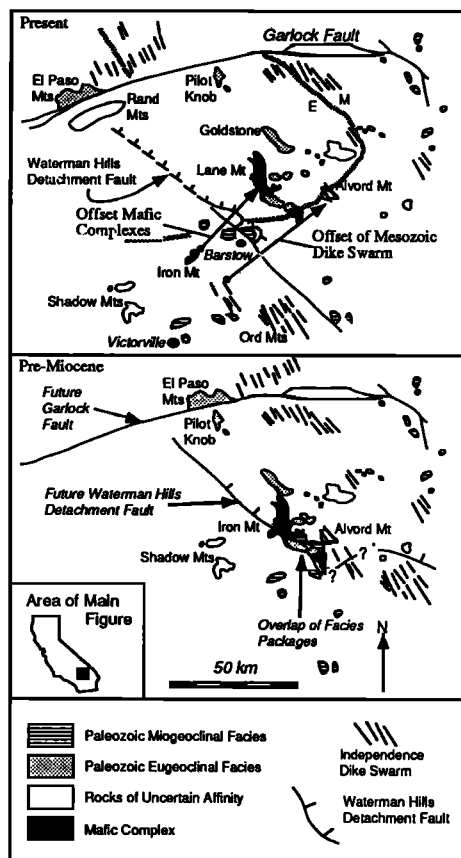 Present
Garlock Fault
El Paso
Mts
Pilot
Knob
Rand
Mts
E
M
Goldstone
Waterman Hills
Detachment Fault
Lane Mt
Alvord Mt
Offset Mafic
Complexes
Barstow
Offset of Mesozoic
Dike Swarm
Iron Mt
Shadow Mts
Victorville
Ord Mts
Pre-Miocene
El Paso
Mts
Future
Garlock
Fault
Pilot
Knob
Future Waterman Hills
Detachment Fault
Iron Mt
Alvord Mt
Shadow Mts
?
?
Overlap of Facies
Packages
Area of Main
Figure
N
50 km
Paleozoic Miogeoclinal Facies
Paleozoic Eugeoclinal Facies
Rocks of Uncertain Affinity
Mafic Complex
Independence
Dike Swarm
Waterman Hills
Detachment Fault